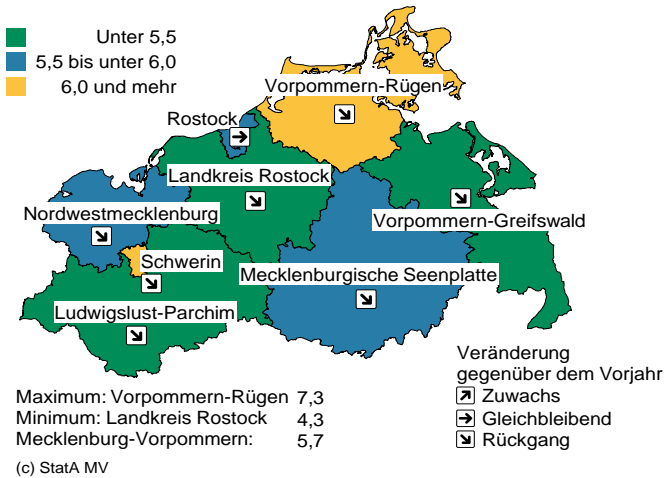 Unter 5,5
5,5 bis unter 6,0
6,0 und mehr
Vorpommern-Rügen
Rostock
Landkreis Rostock
Nordwestmecklenburg
Vorpommern-Greifswald
Schwerin
Mecklenburgische Seenplatte
Ludwigslust-Parchim
Maximum: Vorpommern-Rügen 7,3
Minimum: Landkreis Rostock 4,3
Mecklenburg-Vorpommern: 5,7
(c) StatA MV
Veränderung
gegenüber dem Vorjahr
Zuwachs
Gleichbleibend
Rückgang